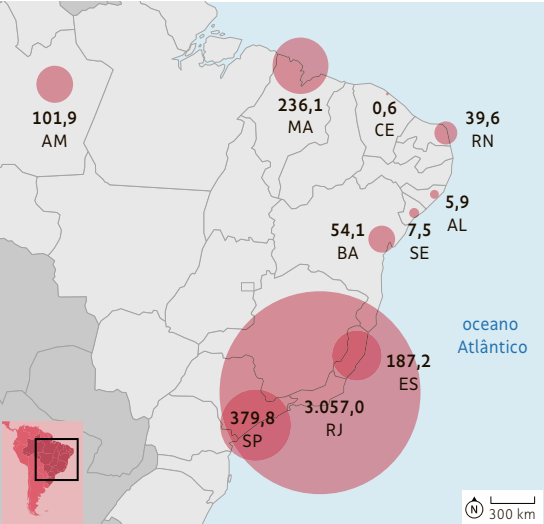 101,9
AM
236,1
MA
0,6
CE
39,6
RN
5,9
AL
7,5
SE
54,1
BA
oceano
Atlântico
187,2
ES
3.057,0
RJ
379,8
SP
N
300 km